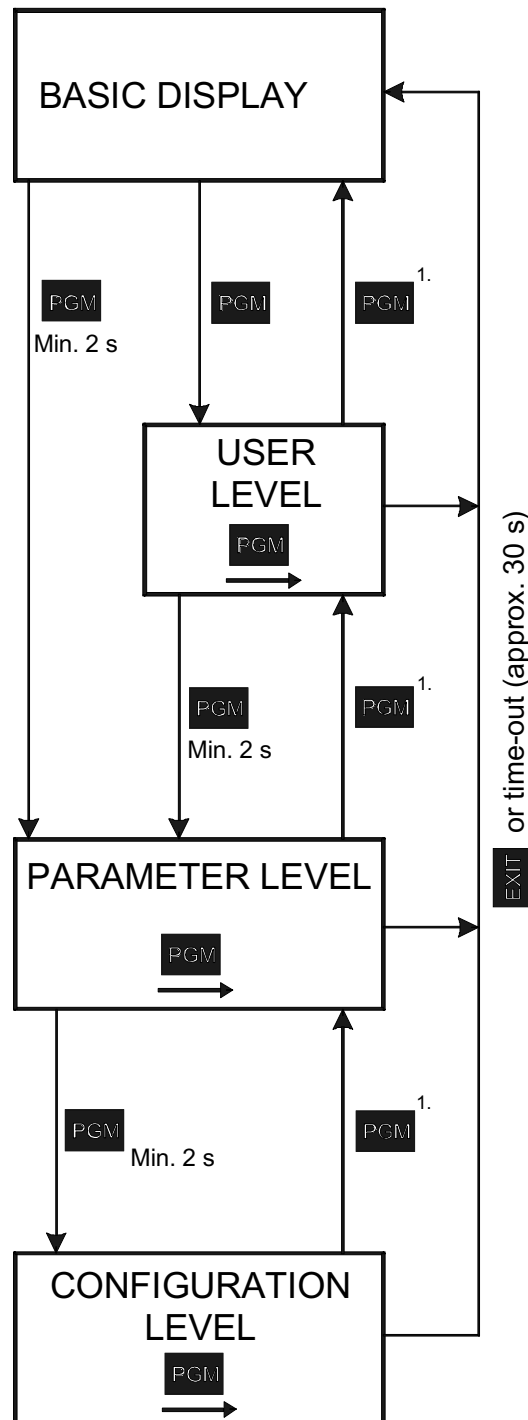 BASIC DISPLAY
PGM
Min. 2 s
PGM
PGM 1.
USER
LEVEL
PGM
PGM
Min. 2 s
PGM 1.
EXIT or time-out (approx. 30 s)
PARAMETER LEVEL
PGM
PGM
Min. 2 s
PGM 1.
CONFIGURATION
LEVEL
PGM